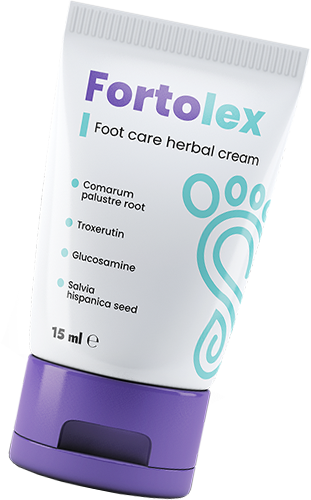 Fortolex
Foot care herbal cream
Comarum
palustre root
Troxerutin
Glucosamine
Salvia
hispanica seed
15 ml ℮